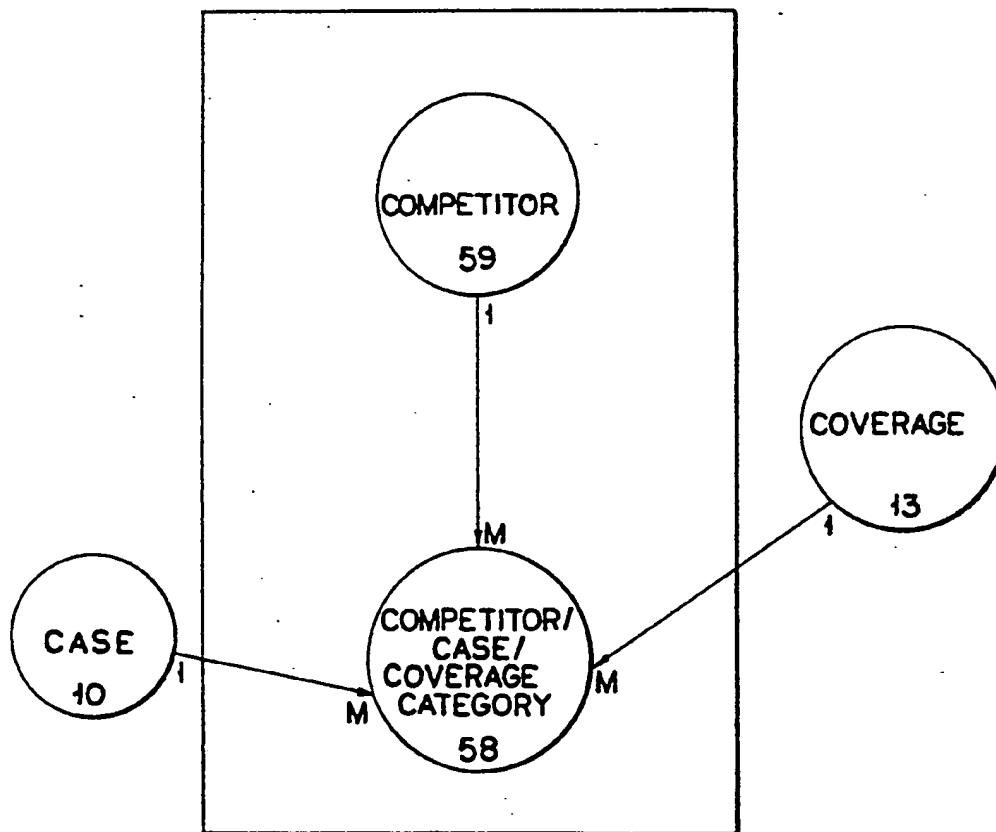 COMPETITOR
59
1
COVERAGE
13
1
M
CASE
10
1
COMPETITOR/
CASE/
COVERAGE
CATEGORY
58
M
M